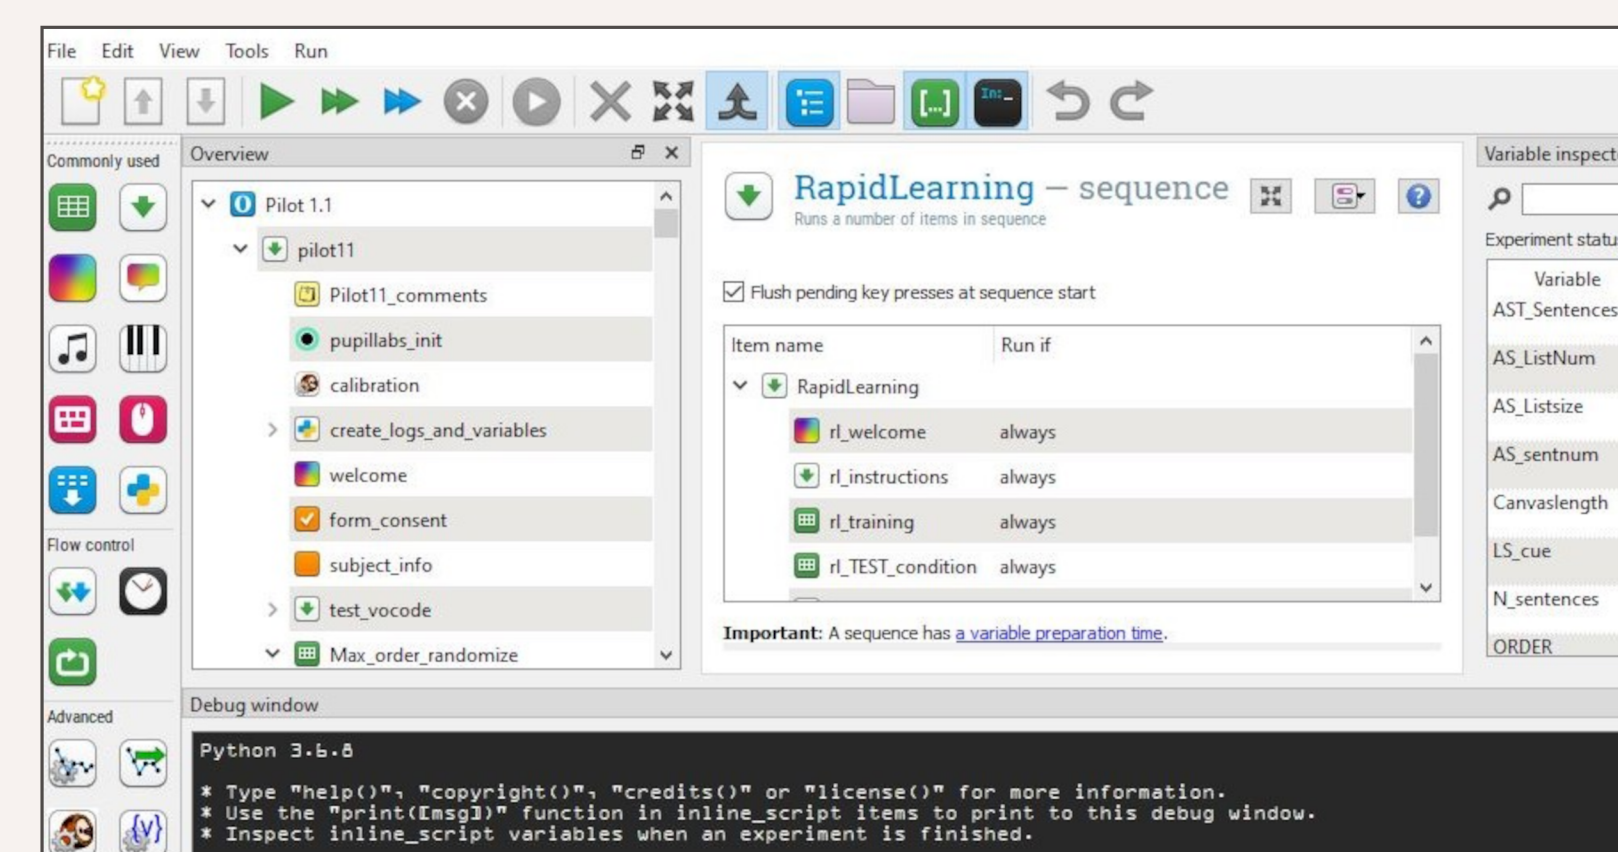 File Edit View Tools Run
[...] In:_
Commonly used
Flow control
Advanced
Overview
Pilot 1.1
pilot11
Pilot11_comments
pupillabs_init
calibration
create_logs_and_variables
welcome
form_consent
subject_info
test_vocode
Max_order_randomize
RapidLearning – sequence
Runs a number of items in sequence
Flush pending key presses at sequence start
Item name Run if
RapidLearning
rl_welcome always
rl_instructions always
rl_training always
rl_TEST_condition always
Important: A sequence has a variable preparation time.
Variable inspect
Experiment statu
Variable
AST_Sentences
AS_ListNum
AS_Listsize
AS_sentnum
Canvaslength
LS_cue
N_sentences
ORDER
Debug window
Python 3.6.8
* Type "help()", "copyright()", "credits()" or "license()" for more information.
* Use the "print([msg])" function in inline_script items to print to this debug window.
* Inspect inline_script variables when an experiment is finished.
{v}